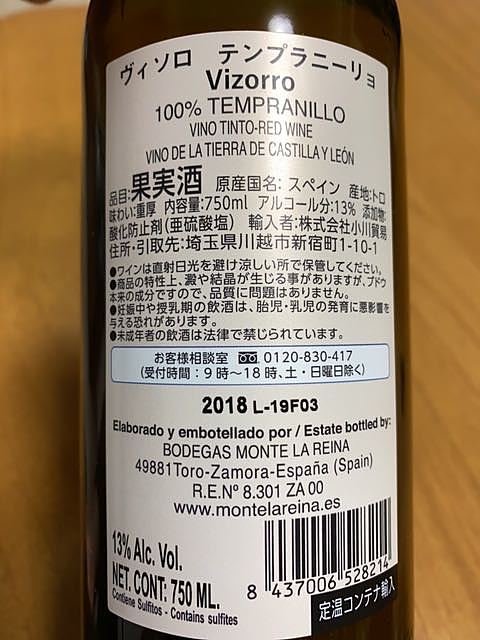 ヴィソロ テンプラニーリョ
Vizorro
100% TEMPRANILLO
VINO TINTO-RED WINE
VINO DE LA TIERRA DE CASTILLA Y LEÓN
品目:果実酒 原産国名: スペイン 産地:トロ
味わい:重厚 内容量:750ml アルコール分:13% 添加物:
酸化防止剤(亜硫酸塩) 輸入者:株式会社小川貿易
住所・引取先:埼玉県川越市新宿町1-10-1
●ワインは直射日光を避け涼しい所で保管してください。
●商品の特性上、澱や結晶が生じる事がありますが、ブドウ
本来の成分ですので、品質に問題はありません。
●妊娠中や授乳期の飲酒は、胎児・乳児の発育に悪影響を
与える恐れがあります。
●未成年者の飲酒は法律で禁じられています。
お客様相談室 0120-830-417
(受付時間:9時〜18時、土・日曜日除く)
2018 L-19F03
Elaborado y embotellado por / Estate bottled by:
BODEGAS MONTE LA REINA
49881Toro-Zamora-España (Spain)
R.E.Nº 8.301 ZA 00
www.montelareina.es
13% Alc. Vol.
NET. CONT: 750 ML.
Contiene Sulfitos - Contains sulfites
8 437006 528214
定温コンテナ輸入